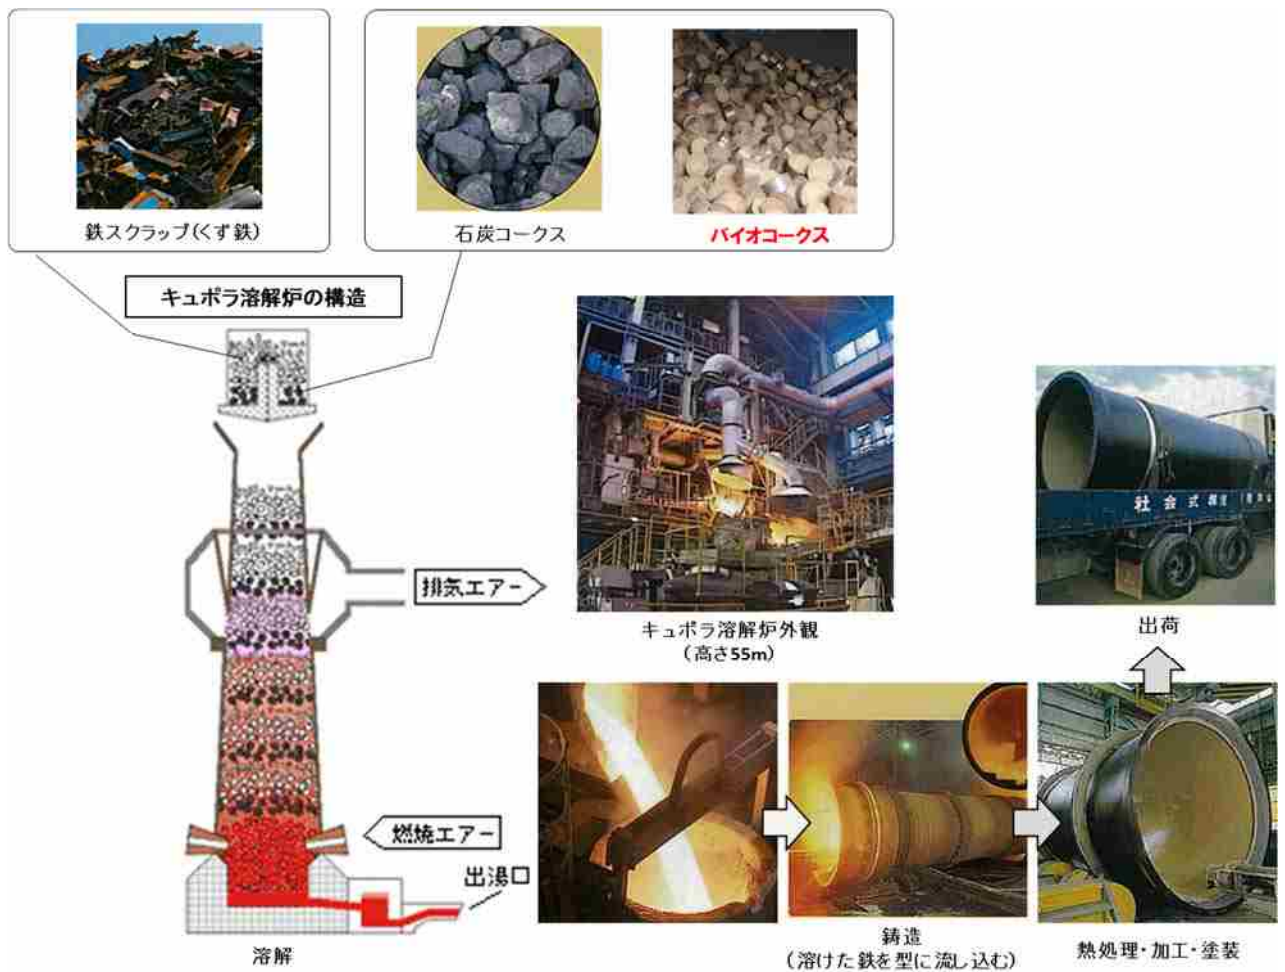 鉄スクラップ(くず鉄)
石炭コークス
バイオコークス
キュポラ溶解炉の構造
排気エアー
キュポラ溶解炉外観
(高さ55m)
燃焼エアー
出湯口
溶解
鋳造
(溶けた鉄を型に流し込む)
熱処理・加工・塗装
出荷
社会式